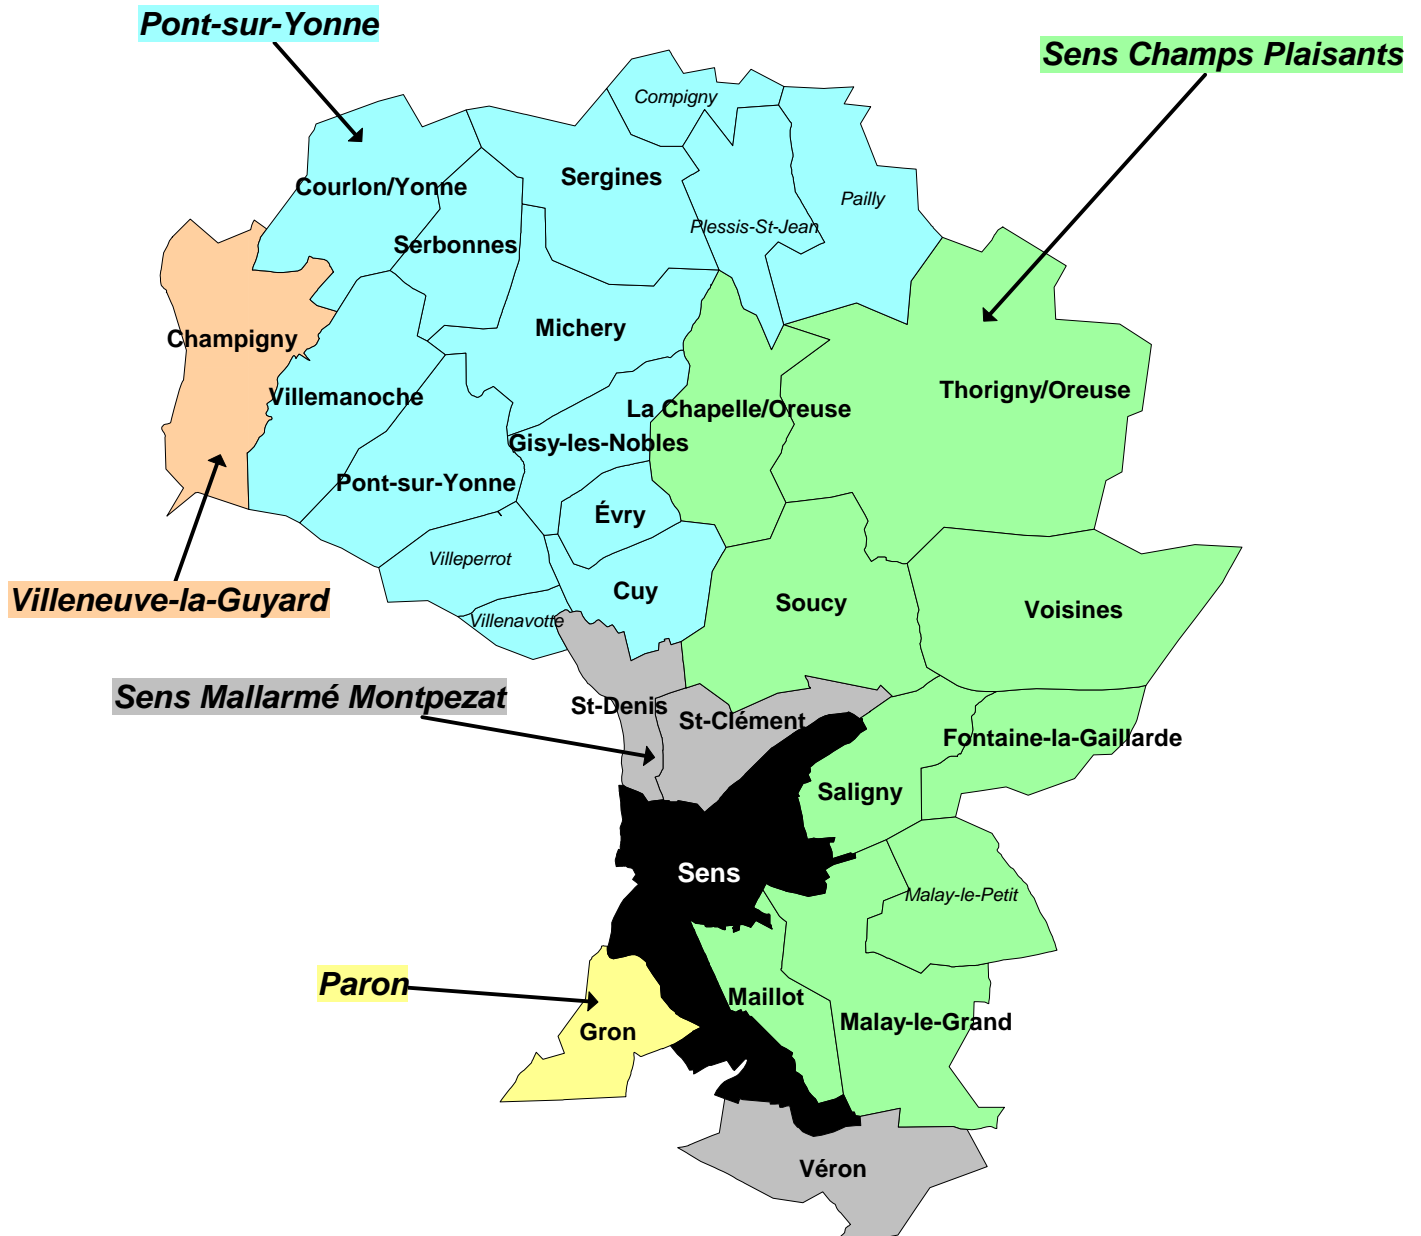 Pont-sur-Yonne
Sens Champs Plaisants
Compigny
Sergines
Courlon/Yonne
Pailly
Plessis-St-Jean
Serbonnes
Michery
Champigny
Thorigny/Oreuse
Villemanoche
La Chapelle/Oreuse
Gisy-les-Nobles
Pont-sur-Yonne
Évry
Villeperrot
Cuy
Villeneuve-la-Guyard
Soucy
Voisines
Villenavotte
Sens Mallarmé Montpezat
St-Denis
St-Clément
Fontaine-la-Gaillarde
Saligny
Sens
Malay-le-Petit
Paron
Maillot
Malay-le-Grand
Gron
Véron